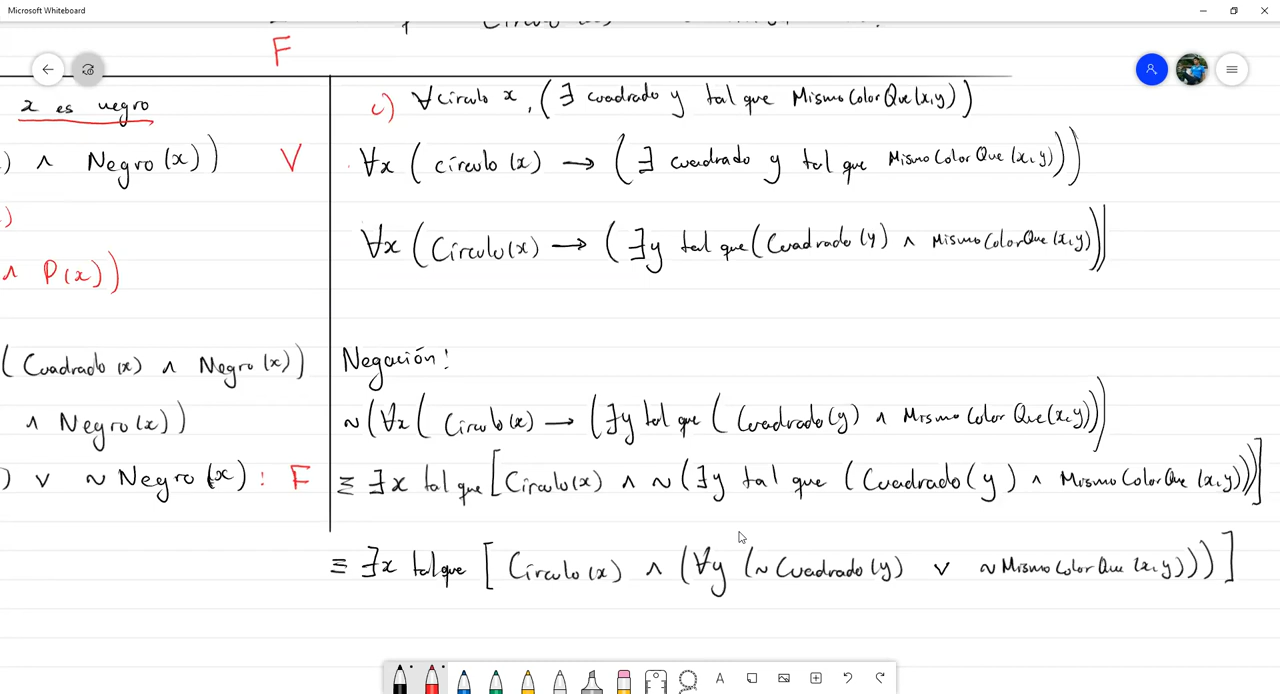 Microsoft Whiteboard
F
x es negro
) ∧ Negro(x)) V
)
∧ P(x))
(Cuadrado(x) ∧ Negro(x))
∧ Negro(x))
) ∨ ~Negro(x) : F
c) ∀ círculo x, (∃ cuadrado y tal que MismoColorQue(x,y))
∀x (círculo(x) → (∃ cuadrado y tal que MismoColorQue(x,y)))
∀x (Círculo(x) → (∃y tal que (Cuadrado(y) ∧ MismoColorQue(x,y)))
Negación:
~(∀x (Círculo(x) → (∃y tal que (Cuadrado(y) ∧ MismoColorQue(x,y))))
≡ ∃x tal que [Círculo(x) ∧ ~(∃y tal que (Cuadrado(y) ∧ MismoColorQue(x,y)))]
≡ ∃x tal que [Círculo(x) ∧ (∀y (~Cuadrado(y) ∨ ~MismoColorQue(x,y)))]
A